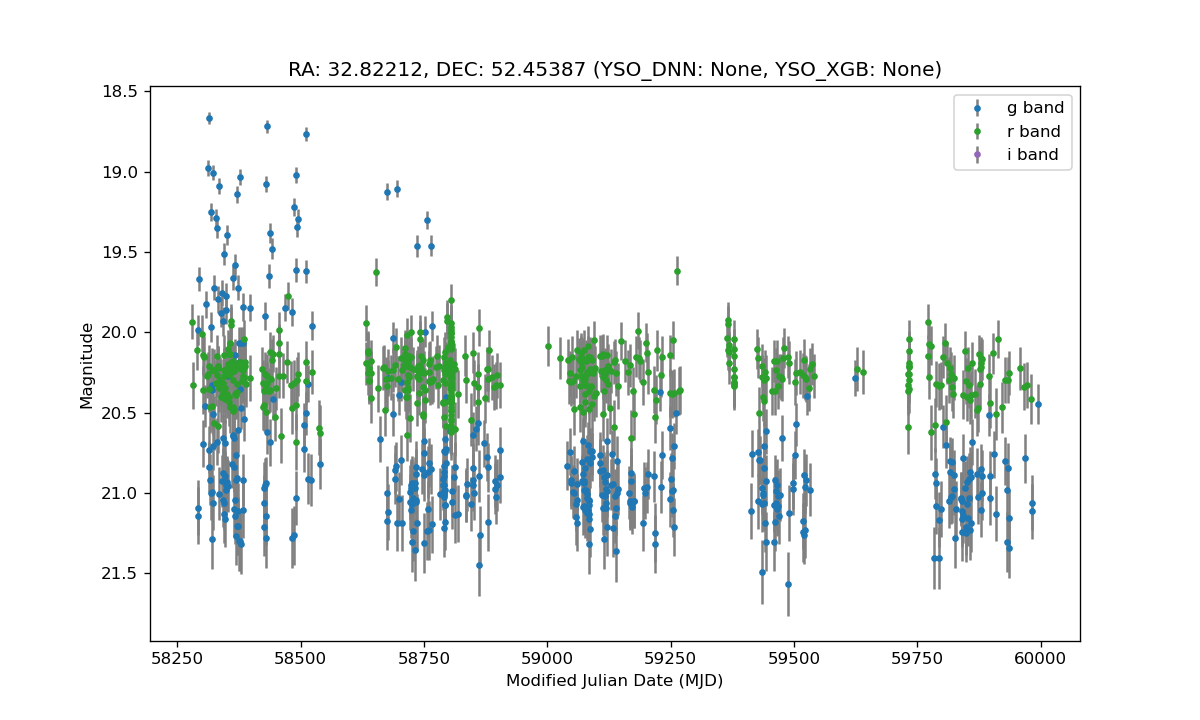 RA: 32.82212, DEC: 52.45387 (YSO_DNN: None, YSO_XGB: None)
g band
r band
i band
18.5
19.0
19.5
20.0
20.5
21.0
21.5
Magnitude
58250 58500 58750 59000 59250 59500 59750 60000
Modified Julian Date (MJD)